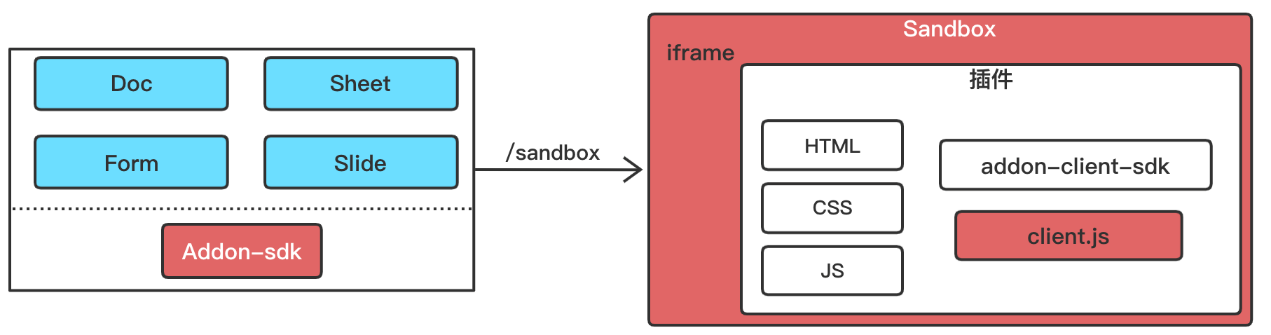 Doc
Sheet
Form
Slide
Addon-sdk
/sandbox
Sandbox
iframe
插件
HTML
CSS
JS
addon-client-sdk
client.js